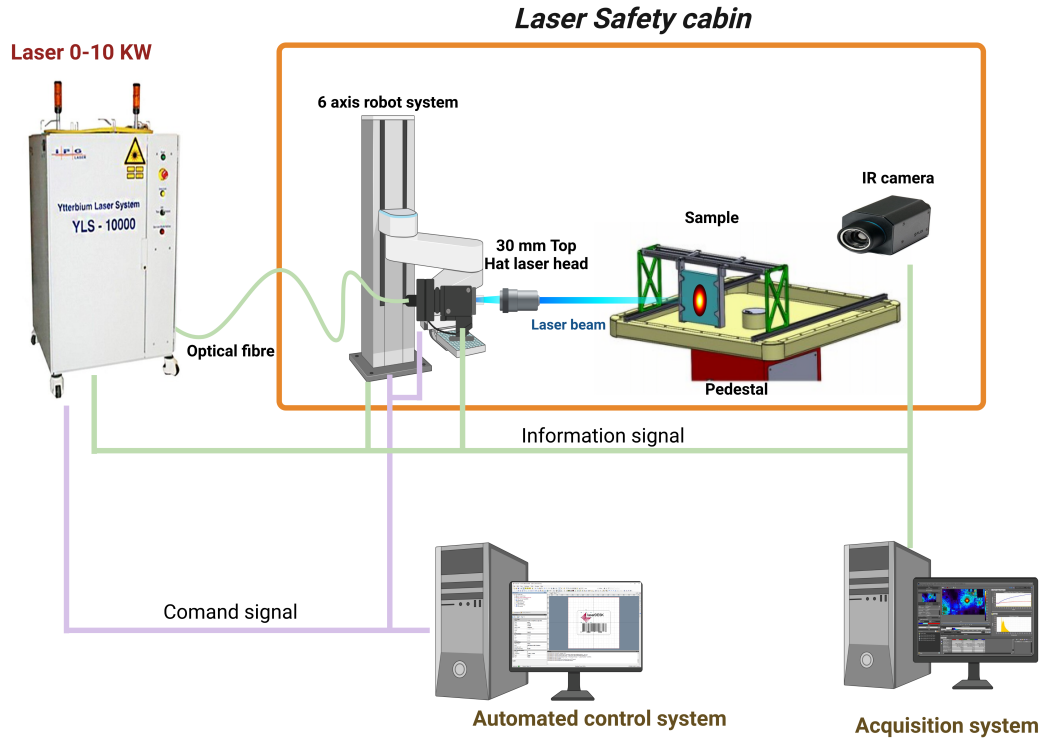 Laser Safety cabin
Laser 0-10 KW
6 axis robot system
IR camera
IPG
LASER
Ytterbium Laser System
YLS - 10000
Sample
30 mm Top
Hat laser head
Laser beam
Optical fibre
Pedestal
Information signal
Comand signal
Automated control system
Acquisition system